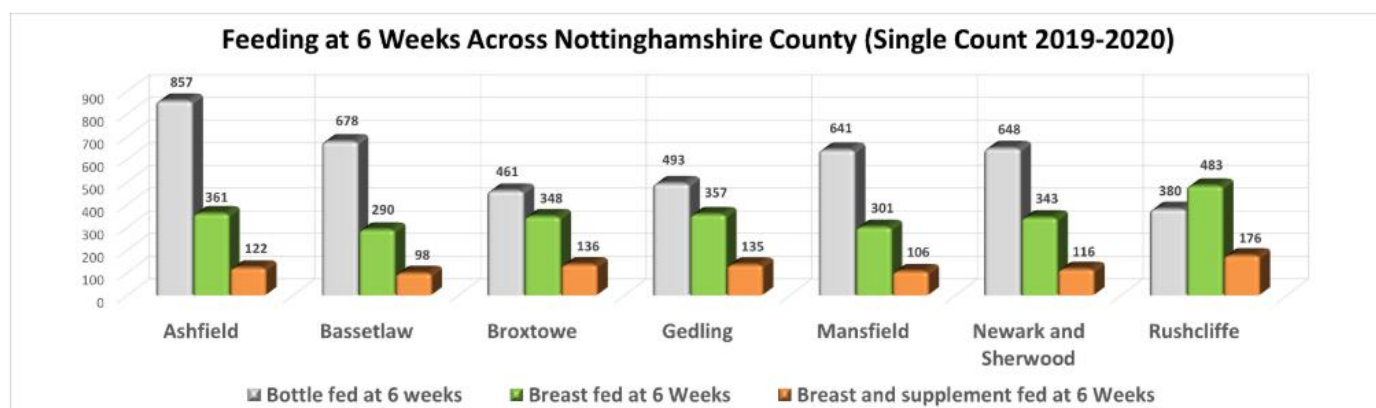 Feeding at 6 Weeks Across Nottinghamshire County (Single Count 2019-2020)
900
800
700
600
500
400
300
200
100
0
857
361
122
678
290
98
461
348
136
493
357
135
641
301
106
648
343
116
380
483
176
Ashfield
Bassetlaw
Broxtowe
Gedling
Mansfield
Newark and
Sherwood
Rushcliffe
Bottle fed at 6 weeks
Breast fed at 6 Weeks
Breast and supplement fed at 6 Weeks